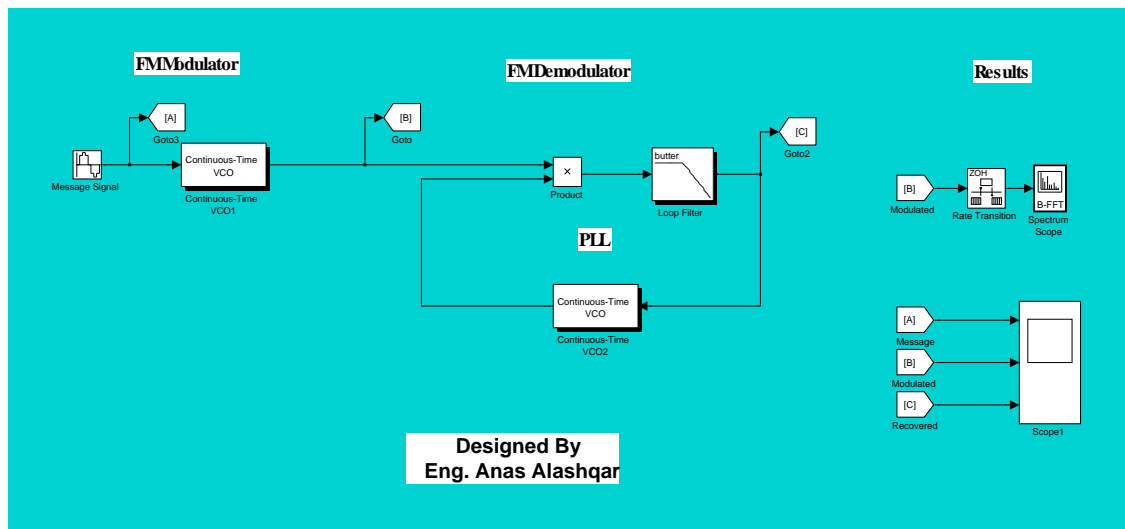 FMModulator
[A]
Goto3
Message Signal
Continuous-Time
VCO
Continuous-Time
VCO1
FMDemodulator
[B]
Goto
×
Product
butter
Loop Filter
[C]
Goto2
PLL
Continuous-Time
VCO
Continuous-Time
VCO2
Results
[B]
Modulated
ZOH
Rate Transition
B-FFT
Spectrum
Scope
[A]
Message
[B]
Modulated
[C]
Recovered
Scope1
Designed By
Eng. Anas Alashqar